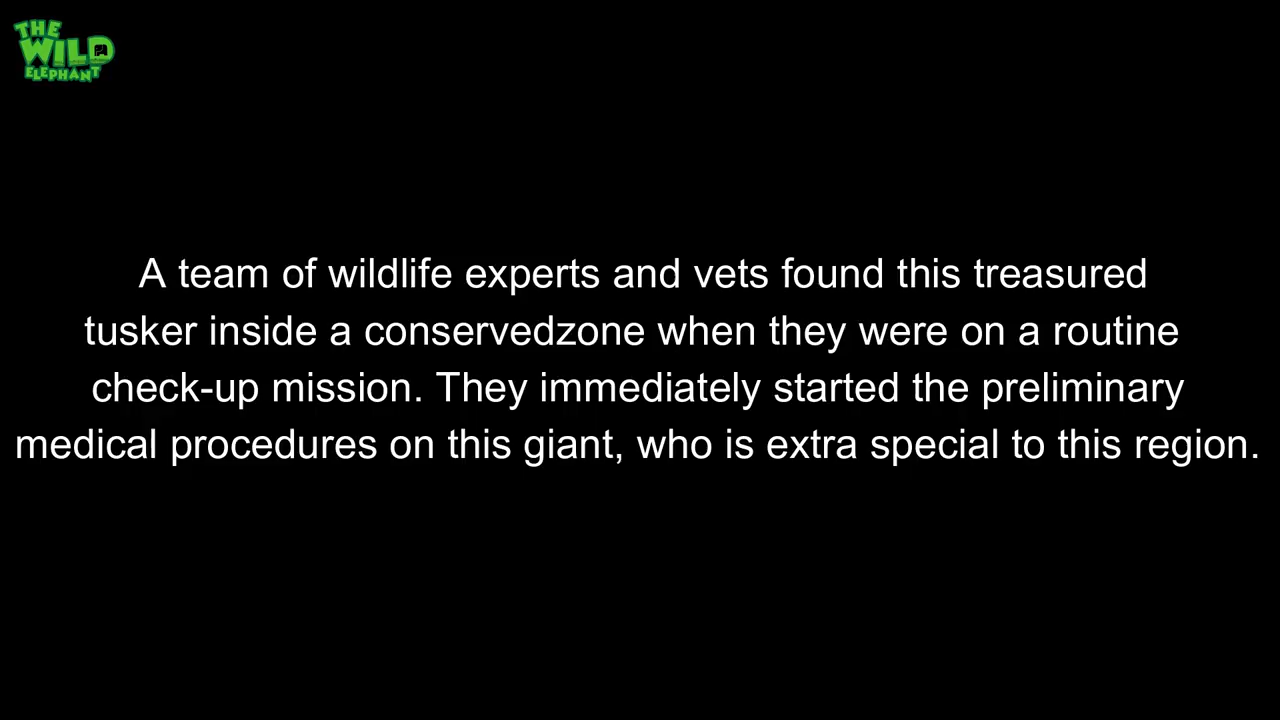 THE
WILD
ELEPHANT
A team of wildlife experts and vets found this treasured
tusker inside a conservedzone when they were on a routine
check-up mission. They immediately started the preliminary
medical procedures on this giant, who is extra special to this region.